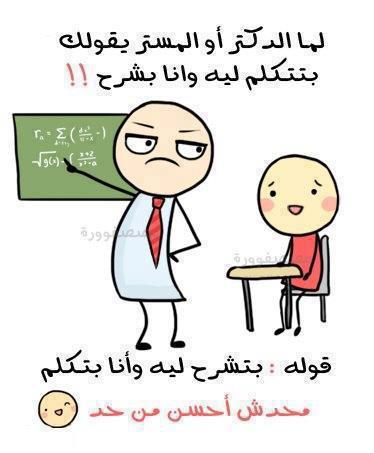 لما الدكتر أو المستر يقولك
بتتكلم ليه وانا بشرح !!
قوله : بتشرح ليه وأنا بتكلم
محدش أحسن من حد